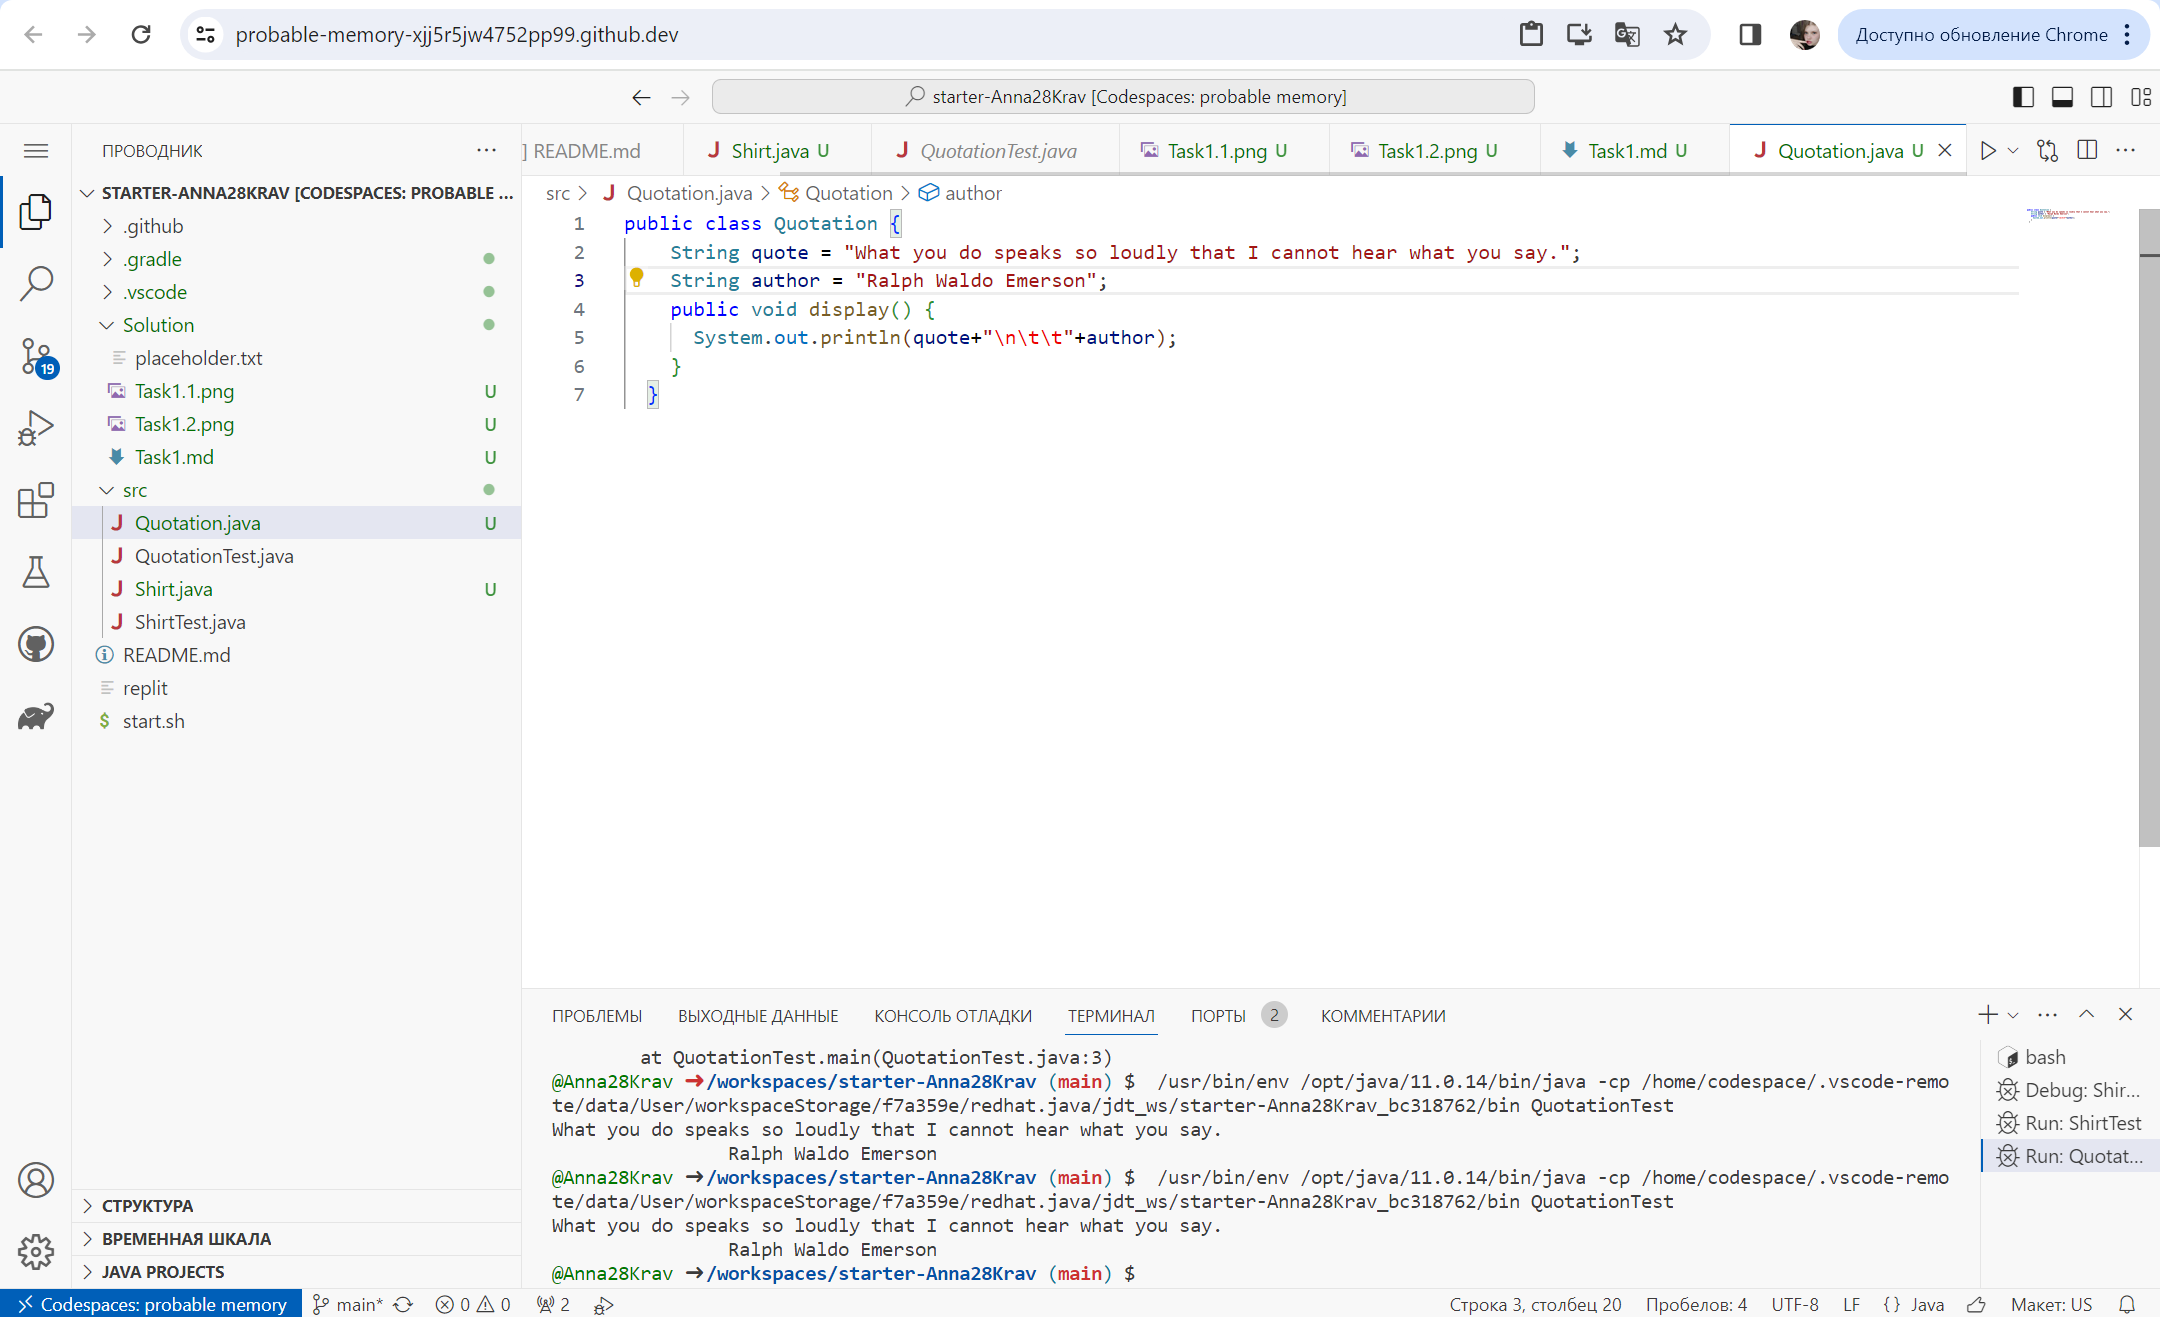 probable-memory-xjj5r5jw4752pp99.github.dev
Доступно обновление Chrome
starter-Anna28Krav [Codespaces: probable memory]
ПРОВОДНИК
STARTER-ANNA28KRAV [CODESPACES: PROBABLE ...
.github
.gradle
.vscode
Solution
placeholder.txt
Task1.1.png U
Task1.2.png U
Task1.md U
src
Quotation.java U
QuotationTest.java
Shirt.java U
ShirtTest.java
README.md
replit
$ start.sh
19
СТРУКТУРА
ВРЕМЕННАЯ ШКАЛА
JAVA PROJECTS
] README.md
J Shirt.java U
J QuotationTest.java
Task1.1.png U
Task1.2.png U
Task1.md U
J Quotation.java U
src > J Quotation.java > Quotation > author
1 public class Quotation {
2 String quote = "What you do speaks so loudly that I cannot hear what you say.";
3 String author = "Ralph Waldo Emerson";
4 public void display() {
5 System.out.println(quote+"\n\t\t"+author);
6 }
7 }
ПРОБЛЕМЫ ВЫХОДНЫЕ ДАННЫЕ КОНСОЛЬ ОТЛАДКИ ТЕРМИНАЛ ПОРТЫ 2 КОММЕНТАРИИ
at QuotationTest.main(QuotationTest.java:3)
@Anna28Krav ➜/workspaces/starter-Anna28Krav (main) $ /usr/bin/env /opt/java/11.0.14/bin/java -cp /home/codespace/.vscode-remo
te/data/User/workspaceStorage/f7a359e/redhat.java/jdt_ws/starter-Anna28Krav_bc318762/bin QuotationTest
What you do speaks so loudly that I cannot hear what you say.
Ralph Waldo Emerson
@Anna28Krav ➜/workspaces/starter-Anna28Krav (main) $ /usr/bin/env /opt/java/11.0.14/bin/java -cp /home/codespace/.vscode-remo
te/data/User/workspaceStorage/f7a359e/redhat.java/jdt_ws/starter-Anna28Krav_bc318762/bin QuotationTest
What you do speaks so loudly that I cannot hear what you say.
Ralph Waldo Emerson
@Anna28Krav ➜/workspaces/starter-Anna28Krav (main) $
bash
Debug: Shir...
Run: ShirtTest
Run: Quotat...
Codespaces: probable memory main* 0 0 2 Строка 3, столбец 20 Пробелов: 4 UTF-8 LF {} Java Макет: US